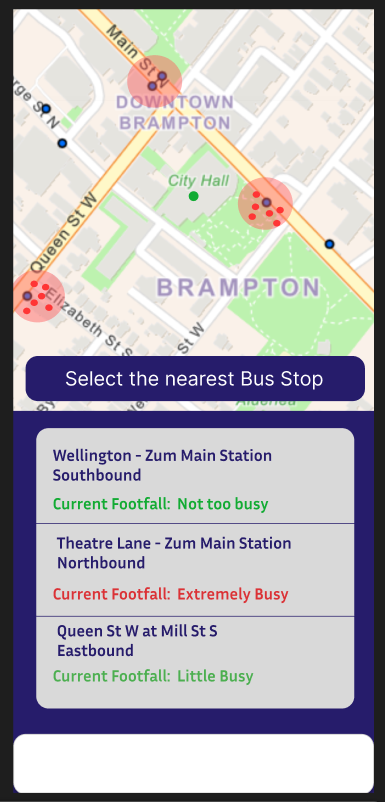 Main St N
rge St N
DOWNTOWN
BRAMPTON
City Hall
Queen St W
BRAMPTON
Elizabeth St S
St W
Select the nearest Bus Stop
Wellington - Zum Main Station
Southbound
Current Footfall: Not too busy
Theatre Lane - Zum Main Station
Northbound
Current Footfall: Extremely Busy
Queen St W at Mill St S
Eastbound
Current Footfall: Little Busy